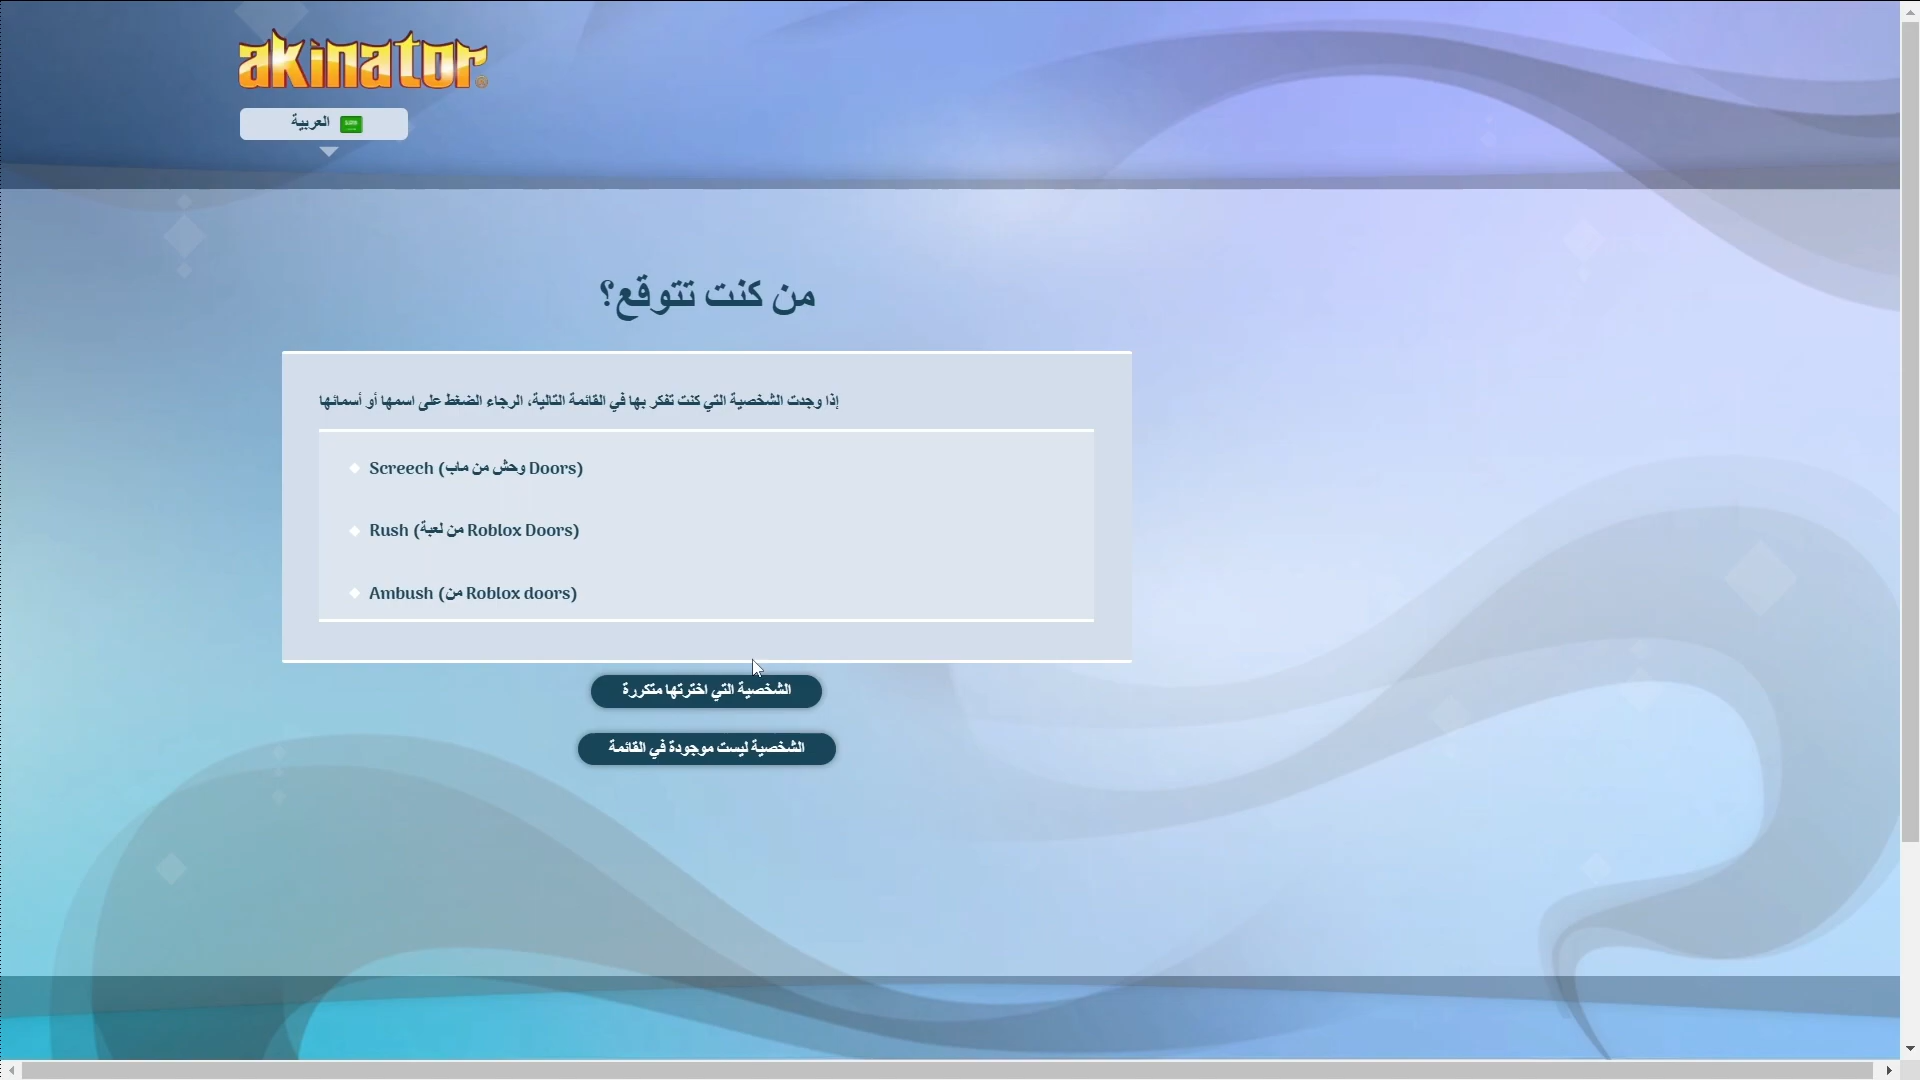 akinator
العربية
من كنت تتوقع؟
إذا وجدت الشخصية التي كنت تفكر بها في القائمة التالية، الرجاء الضغط على اسمها أو أسمائها
Screech (وحش من ماب Doors)
Rush (من لعبة Roblox Doors)
Ambush (من Roblox doors)
الشخصية التي اخترتها متكررة
الشخصية ليست موجودة في القائمة